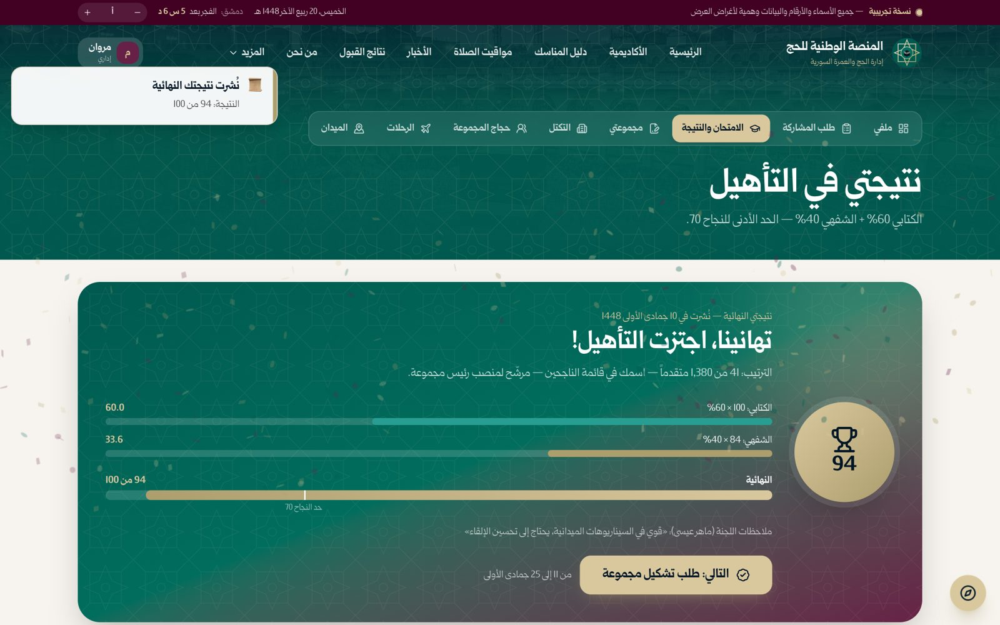 نسخة تجريبية — جميع الأسماء والأرقام والبيانات وهمية لأغراض العرض
الخميس، 20 ربيع الآخر 1448 هـ
دمشق: الفجر بعد 5 س 6 د
− أ +
المنصة الوطنية للحج
إدارة الحج والعمرة السورية
الرئيسية
الأكاديمية
دليل المناسك
مواقيت الصلاة
الأخبار
نتائج القبول
من نحن
المزيد
م
مروان
إداري
نُشرت نتيجتك النهائية
النتيجة: 94 من 100
ملفي
طلب المشاركة
الامتحان والنتيجة
مجموعتي
التكتل
حجاج المجموعة
الرحلات
الميدان
نتيجتي في التأهيل
الكتابي 60% + الشفهي 40% — الحد الأدنى للنجاح 70.
نتيجتي النهائية — نُشرت في 10 جمادى الأولى 1448
تهانينا، اجتزت التأهيل!
الترتيب: 41 من 1,380 متقدماً — اسمك في قائمة الناجحين — مرشّح لمنصب رئيس مجموعة.
94
الكتابي: 100 × 60%
60.0
الشفهي: 84 × 40%
33.6
النهائية
94 من 100
حد النجاح 70
ملاحظات اللجنة (ماهر عيسى): «قوي في السيناريوهات الميدانية، يحتاج إلى تحسين الإلقاء»
التالي: طلب تشكيل مجموعة
من 11 إلى 25 جمادى الأولى